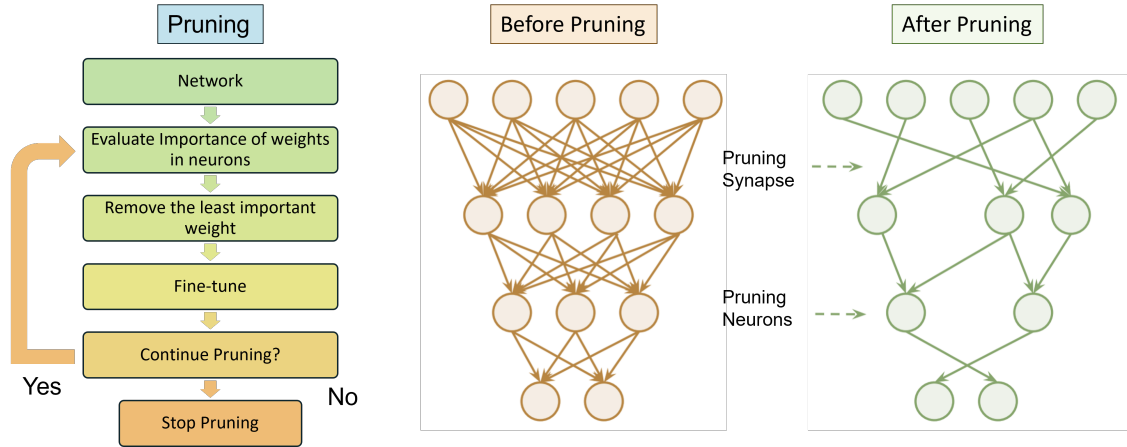 Pruning
Network
Evaluate Importance of weights
in neurons
Remove the least important
weight
Fine-tune
Continue Pruning?
Yes
No
Stop Pruning
Before Pruning
Pruning
Synapse
Pruning
Neurons
After Pruning